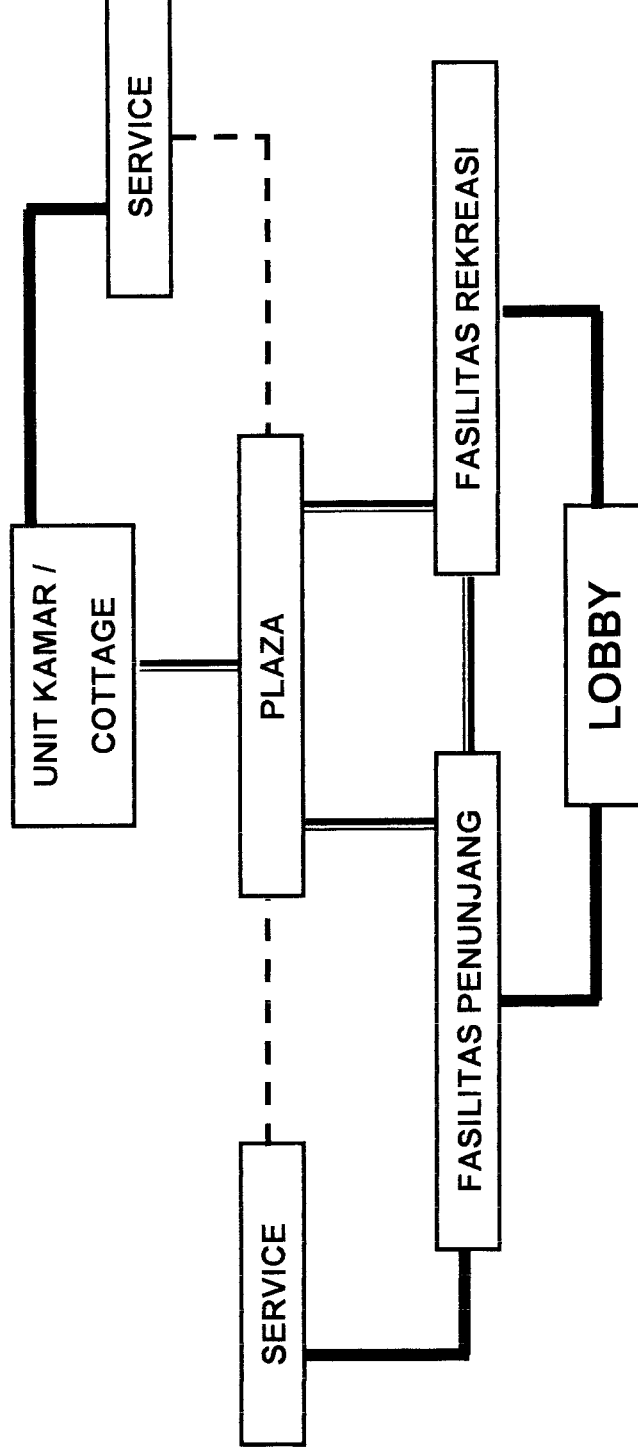 UNIT KAMAR /
COTTAGE
SERVICE
SERVICE
PLAZA
FASILITAS PENUNJANG
FASILITAS REKREASI
LOBBY